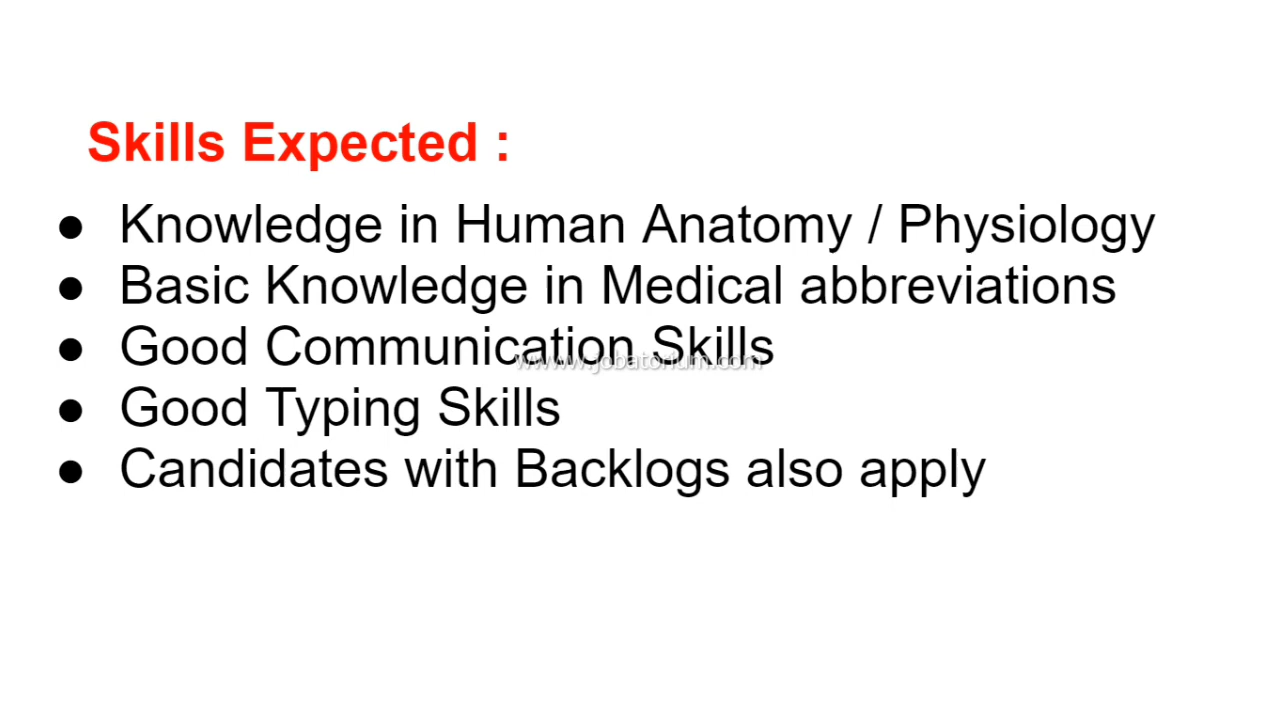 Skills Expected :
● Knowledge in Human Anatomy / Physiology
● Basic Knowledge in Medical abbreviations
● Good Communication Skills
www.jobatorium.com
● Good Typing Skills
● Candidates with Backlogs also apply